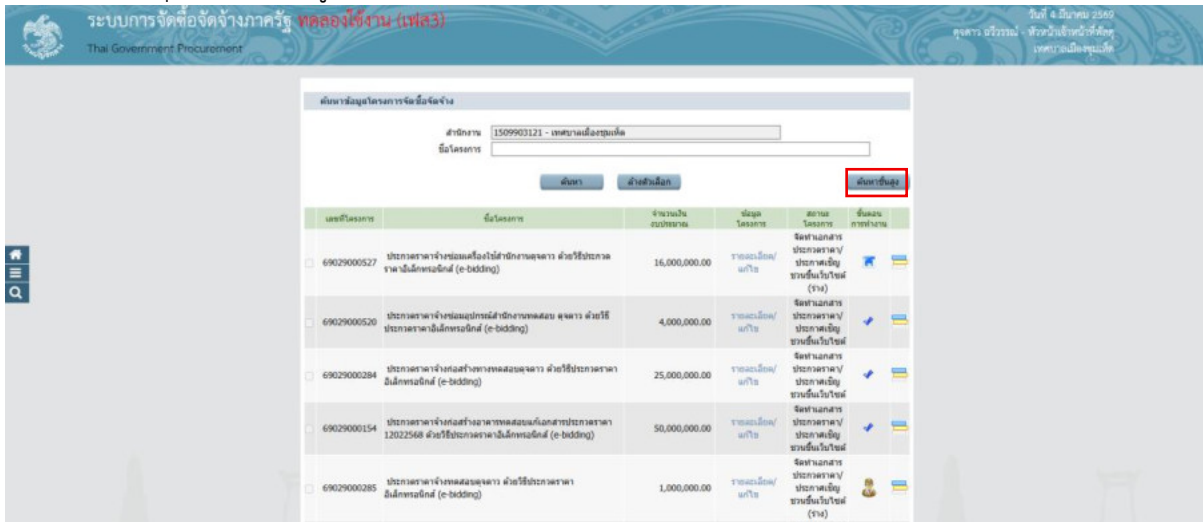 ระบบการจัดซื้อจัดจ้างภาครัฐ ทดลองใช้งาน (เฟส3)
Thai Government Procurement
วันที่ 4 มีนาคม 2569
หัวหน้าเจ้าหน้าที่พัสดุ
ค้นหาข้อมูลโครงการจัดซื้อจัดจ้าง
สำนักงาน 1509903121 - เทศบาลเมืองชุมเห็ด
ชื่อโครงการ
ค้นหา ล้างตัวเลือก ค้นหาขั้นสูง
เลขที่โครงการ ชื่อโครงการ จำนวนเงิน ข้อมูล สถานะ ขั้นตอน
งบประมาณ โครงการ โครงการ การทำงาน
69029000527
ประกวดราคาจ้างซ่อมเครื่องใช้สำนักงานดุจดาว ด้วยวิธีประกวด
ราคาอิเล็กทรอนิกส์ (e-bidding)
16,000,000.00
รายละเอียด/
แก้ไข
จัดทำเอกสาร
ประกวดราคา/
ประกาศเชิญ
ชวนขึ้นเว็บไซต์
(ร่าง)
69029000520
ประกวดราคาจ้างซ่อมอุปกรณ์สำนักงานทดสอบ ดุจดาว ด้วยวิธี
ประกวดราคาอิเล็กทรอนิกส์ (e-bidding)
4,000,000.00
รายละเอียด/
แก้ไข
จัดทำเอกสาร
ประกวดราคา/
ประกาศเชิญ
ชวนขึ้นเว็บไซต์
69029000284
ประกวดราคาจ้างก่อสร้างทางทดสอบดุจดาว ด้วยวิธีประกวดราคา
อิเล็กทรอนิกส์ (e-bidding)
25,000,000.00
รายละเอียด/
แก้ไข
จัดทำเอกสาร
ประกวดราคา/
ประกาศเชิญ
ชวนขึ้นเว็บไซต์
69029000154
ประกวดราคาจ้างก่อสร้างอาคารทดสอบแก้เอกสารประกวดราคา
12022568 ด้วยวิธีประกวดราคาอิเล็กทรอนิกส์ (e-bidding)
50,000,000.00
รายละเอียด/
แก้ไข
จัดทำเอกสาร
ประกวดราคา/
ประกาศเชิญ
ชวนขึ้นเว็บไซต์
69029000285
ประกวดราคาจ้างทดสอบดุจดาว ด้วยวิธีประกวดราคา
อิเล็กทรอนิกส์ (e-bidding)
1,000,000.00
รายละเอียด/
แก้ไข
จัดทำเอกสาร
ประกวดราคา/
ประกาศเชิญ
ชวนขึ้นเว็บไซต์
(ร่าง)